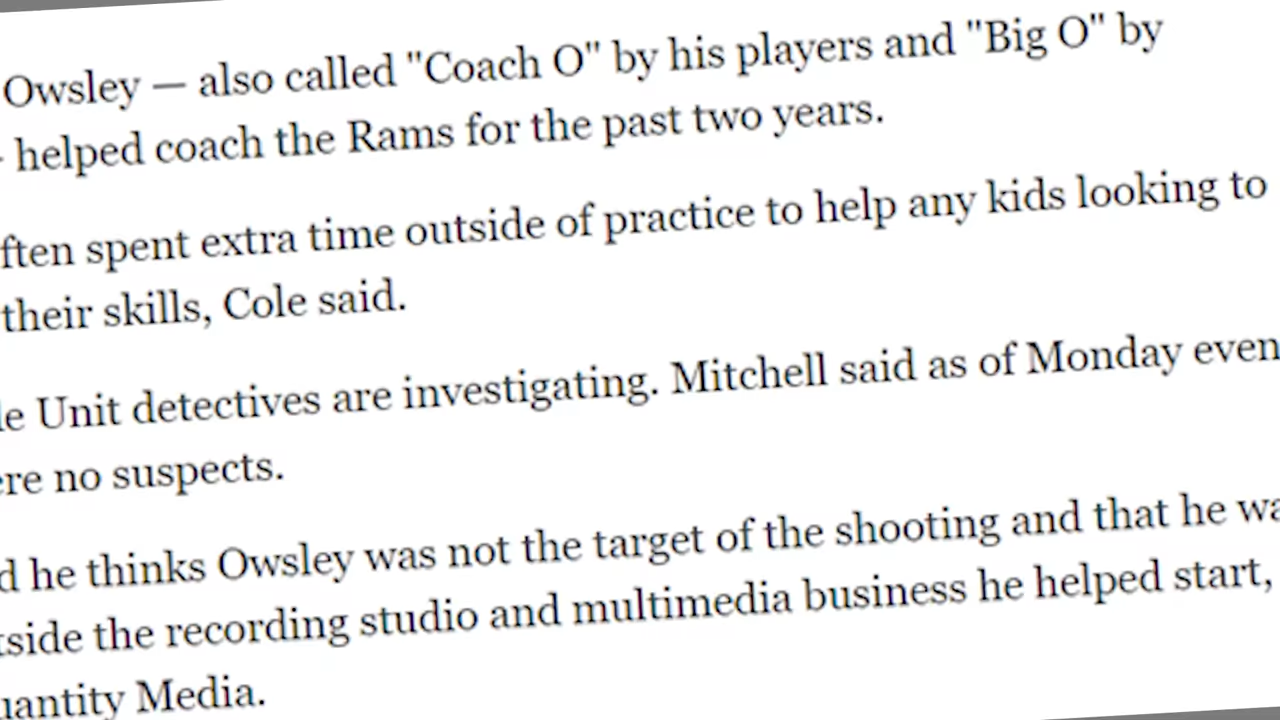 Owsley — also called "Coach O" by his players and "Big O" by
helped coach the Rams for the past two years.
ften spent extra time outside of practice to help any kids looking to
their skills, Cole said.
le Unit detectives are investigating. Mitchell said as of Monday even
ere no suspects.
d he thinks Owsley was not the target of the shooting and that he wa
tside the recording studio and multimedia business he helped start,
uantity Media.